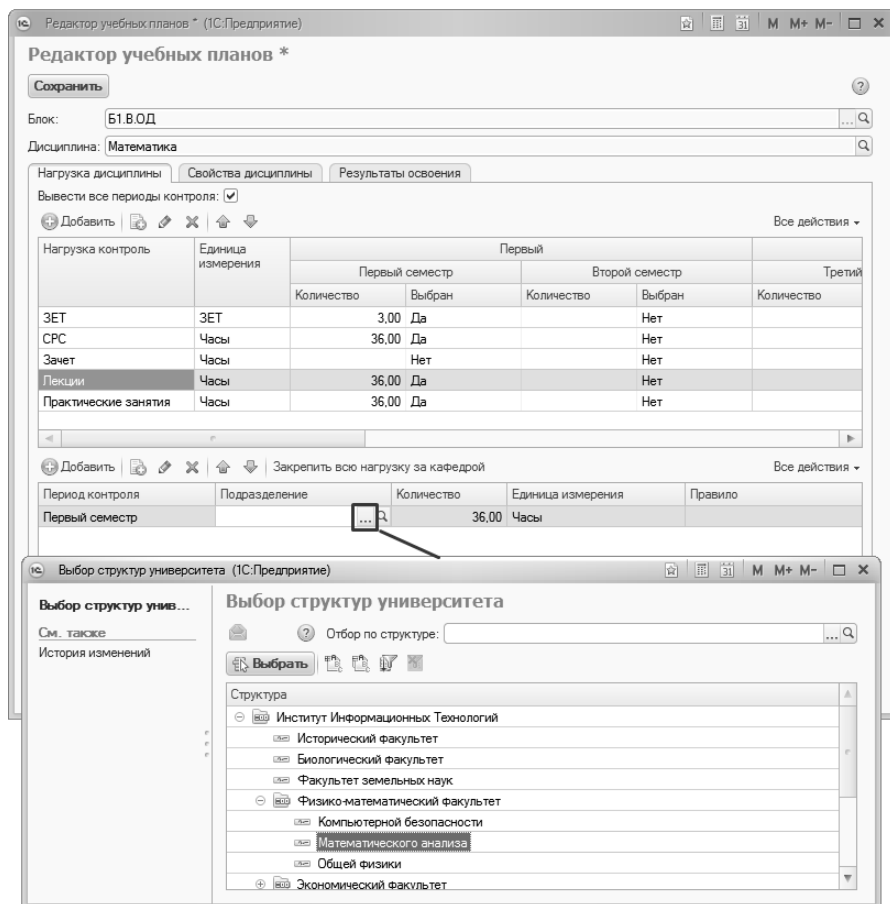 Редактор учебных планов * (1С:Предприятие) M M+ M-
Редактор учебных планов *
Сохранить
Блок: Б1.В.ОД
Дисциплина: Математика
Нагрузка дисциплины Свойства дисциплины Результаты освоения
Вывести все периоды контроля:
Добавить Все действия
Нагрузка контроль Единица измерения Первый
Первый семестр Второй семестр Третий
Количество Выбран Количество Выбран Количество
ЗЕТ ЗЕТ 3,00 Да Нет
СРС Часы 36,00 Да Нет
Зачет Часы Нет Нет
Лекции Часы 36,00 Да Нет
Практические занятия Часы 36,00 Да Нет
Добавить Закрепить всю нагрузку за кафедрой Все действия
Период контроля Подразделение Количество Единица измерения Правило
Первый семестр ... 36,00 Часы
Выбор структур университета (1С:Предприятие) M M+ M-
Выбор структур унив...
См. также
История изменений
Выбор структур университета
Отбор по структуре: ...
Выбрать
Структура
Институт Информационных Технологий
Исторический факультет
Биологический факультет
Факультет земельных наук
Физико-математический факультет
Компьютерной безопасности
Математического анализа
Общей физики
Экономический факультет